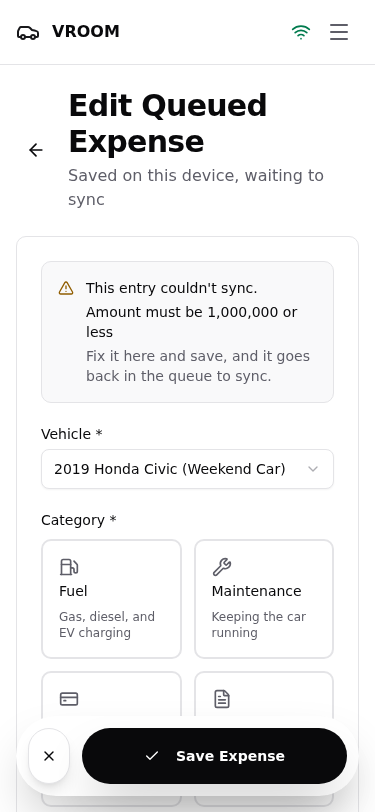 VROOM
Edit Queued
Expense
Saved on this device, waiting to
sync
This entry couldn't sync.
Amount must be 1,000,000 or
less
Fix it here and save, and it goes
back in the queue to sync.
Vehicle *
2019 Honda Civic (Weekend Car)
Category *
Fuel
Gas, diesel, and
EV charging
Maintenance
Keeping the car
running
Save Expense